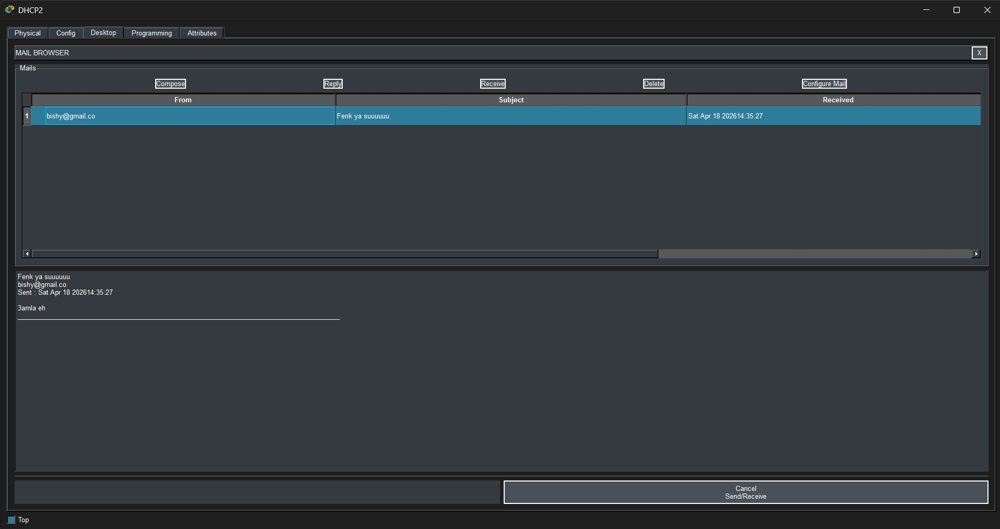 DHCP2
Physical Config Desktop Programming Attributes
MAIL BROWSER X
Mails
Compose Reply Receive Delete Configure Mail
From Subject Received
1 bishy@gmail.co Fenk ya suuuuuu Sat Apr 18 202614:35:27
Fenk ya suuuuuu
bishy@gmail.co
Sent : Sat Apr 18 202614:35:27
3amla eh
Cancel
Send/Receive
Top